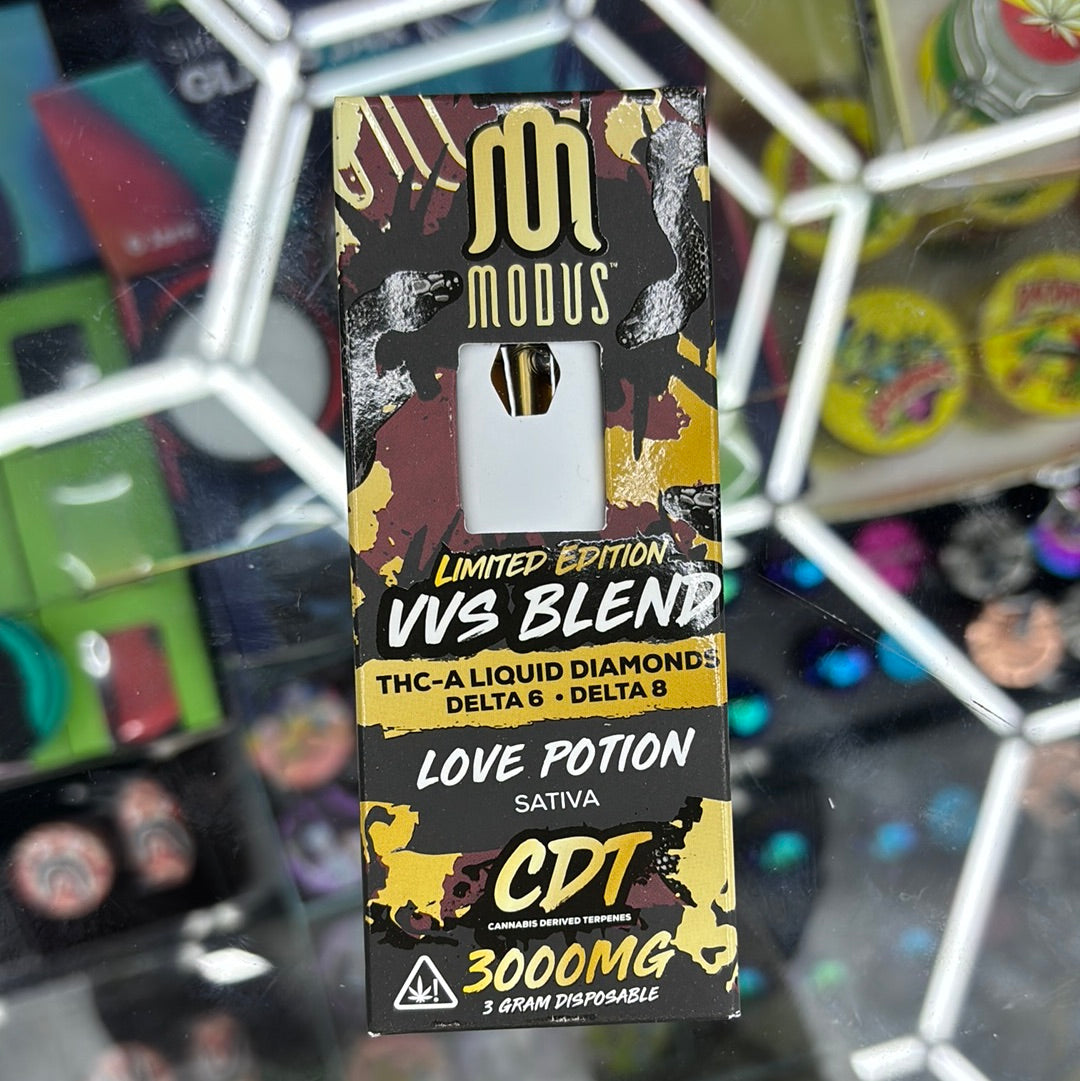 MODUS™
LIMITED EDITION
VVS BLEND
THC-A LIQUID DIAMONDS
DELTA 6 • DELTA 8
LOVE POTION
SATIVA
CDT
CANNABIS DERIVED TERPENES
3000MG
3 GRAM DISPOSABLE